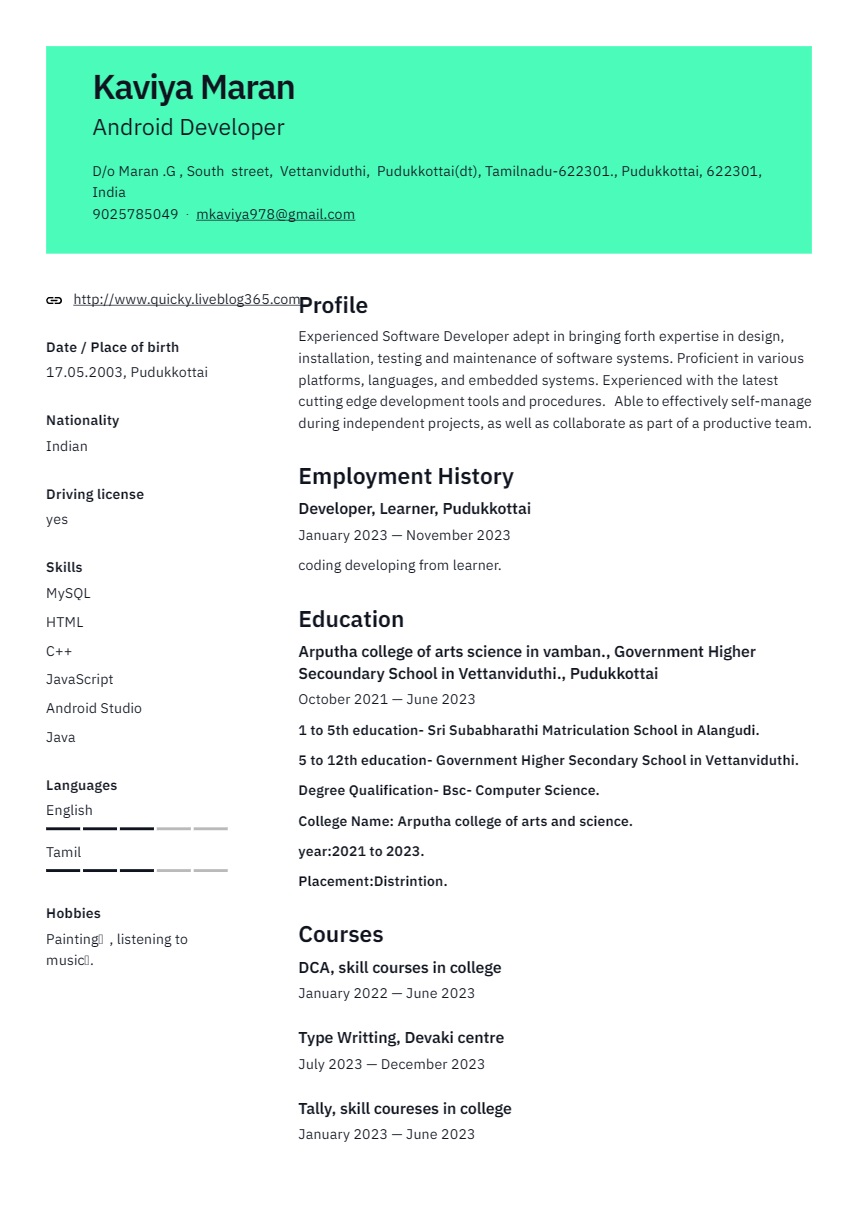 Kaviya Maran
Android Developer
D/o Maran .G , South street, Vettanviduthi, Pudukkottai(dt), Tamilnadu-622301., Pudukkottai, 622301,
India
9025785049 · mkaviya978@gmail.com
http://www.quicky.liveblog365.com
Date / Place of birth
17.05.2003, Pudukkottai
Nationality
Indian
Driving license
yes
Skills
MySQL
HTML
C++
JavaScript
Android Studio
Java
Languages
English
Tamil
Hobbies
Painting , listening to
music.
Profile
Experienced Software Developer adept in bringing forth expertise in design,
installation, testing and maintenance of software systems. Proficient in various
platforms, languages, and embedded systems. Experienced with the latest
cutting edge development tools and procedures. Able to effectively self-manage
during independent projects, as well as collaborate as part of a productive team.
Employment History
Developer, Learner, Pudukkottai
January 2023 — November 2023
coding developing from learner.
Education
Arputha college of arts science in vamban., Government Higher
Secoundary School in Vettanviduthi., Pudukkottai
October 2021 — June 2023
1 to 5th education- Sri Subabharathi Matriculation School in Alangudi.
5 to 12th education- Government Higher Secondary School in Vettanviduthi.
Degree Qualification- Bsc- Computer Science.
College Name: Arputha college of arts and science.
year:2021 to 2023.
Placement:Distrintion.
Courses
DCA, skill courses in college
January 2022 — June 2023
Type Writting, Devaki centre
July 2023 — December 2023
Tally, skill coureses in college
January 2023 — June 2023